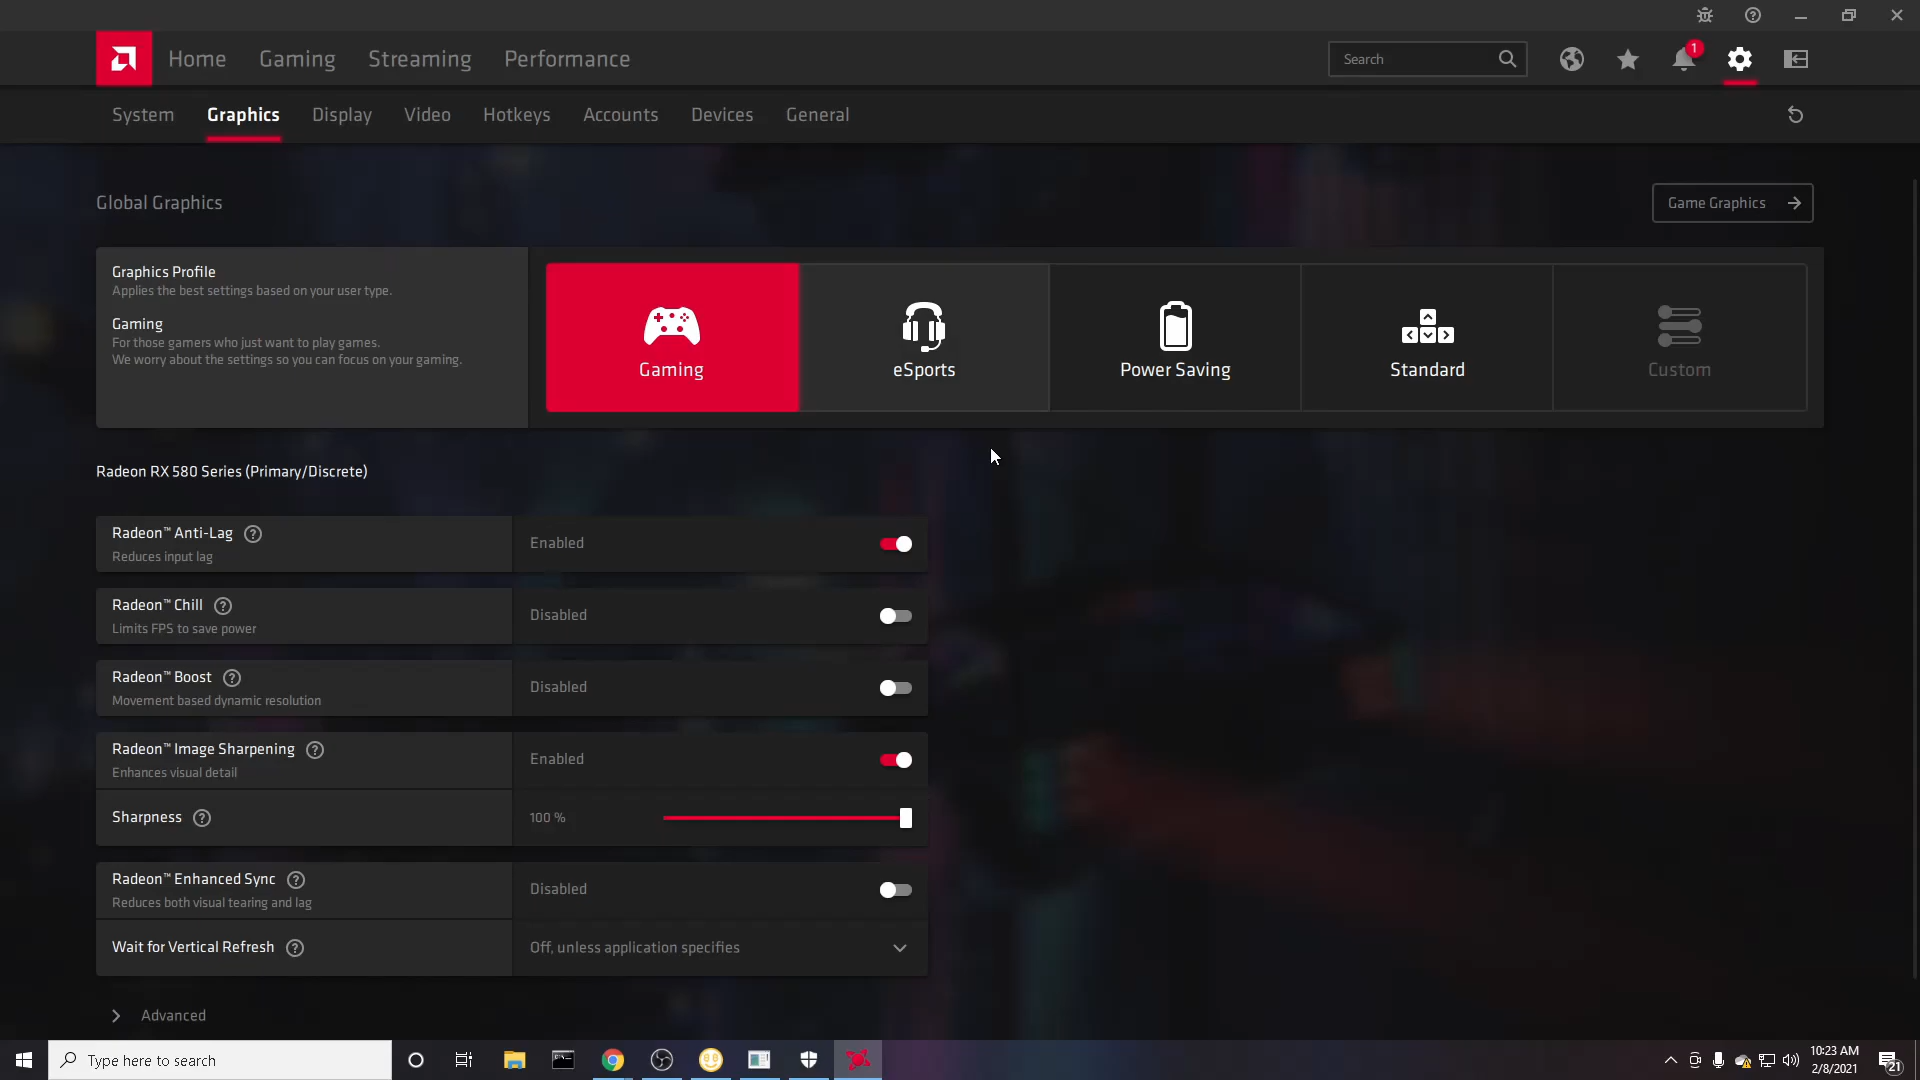 Home Gaming Streaming Performance
Search
1
System Graphics Display Video Hotkeys Accounts Devices General
Global Graphics
Game Graphics
Graphics Profile
Applies the best settings based on your user type.
Gaming
For those gamers who just want to play games.
We worry about the settings so you can focus on your gaming.
Gaming
eSports
Power Saving
Standard
Custom
Radeon RX 580 Series (Primary/Discrete)
Radeon™ Anti-Lag ?
Reduces input lag
Enabled
Radeon™ Chill ?
Limits FPS to save power
Disabled
Radeon™ Boost ?
Movement based dynamic resolution
Disabled
Radeon™ Image Sharpening ?
Enhances visual detail
Enabled
Sharpness ?
100 %
Radeon™ Enhanced Sync ?
Reduces both visual tearing and lag
Disabled
Wait for Vertical Refresh ?
Off, unless application specifies
Advanced
Type here to search
10:23 AM
2/8/2021
21